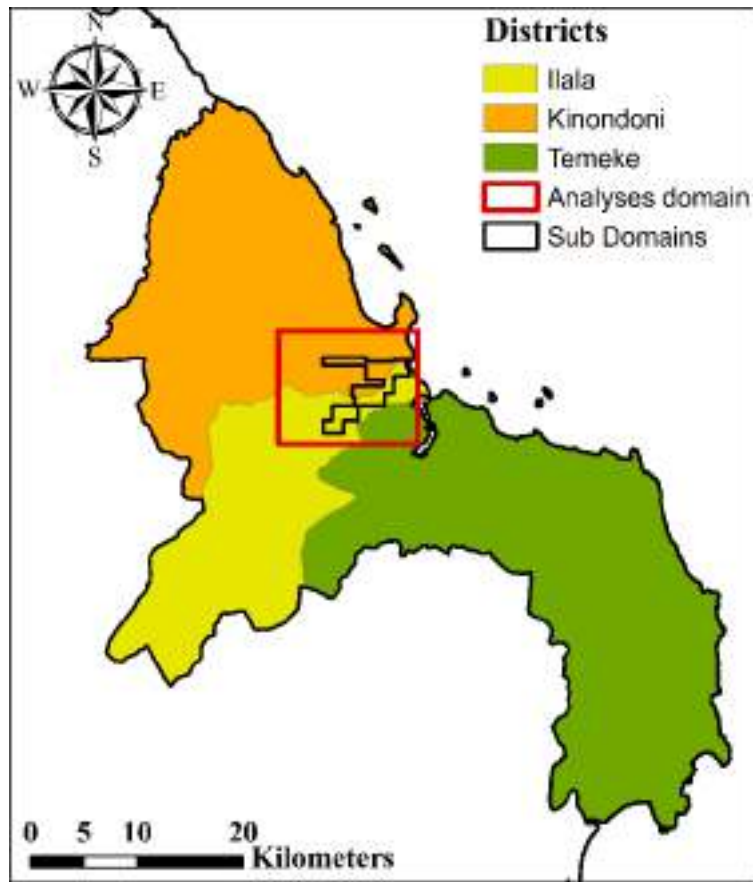 N
W E
S
Districts
Ilala
Kinondoni
Temeke
Analyses domain
Sub Domains
0 5 10 20
Kilometers